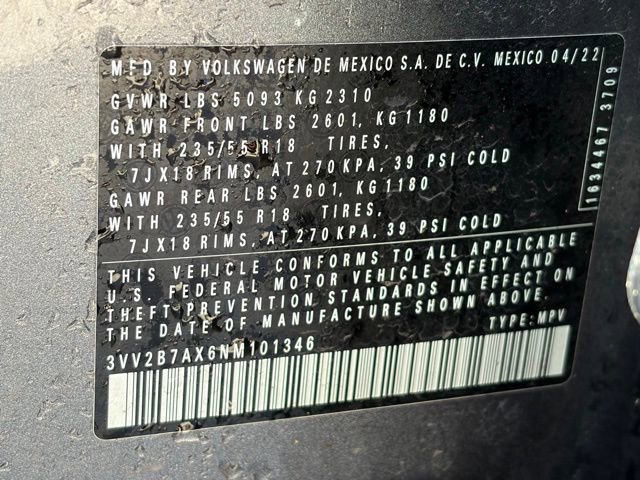 MFD BY VOLKSWAGEN DE MEXICO S.A. DE C.V. MEXICO 04/22
GVWR LBS 5093 KG 2310
GAWR FRONT LBS 2601, KG 1180
WITH 235/55 R18 TIRES,
7JX18 RIMS, AT 270 KPA, 39 PSI COLD
GAWR REAR LBS 2601, KG 1180
WITH 235/55 R18 TIRES,
7JX18 RIMS, AT 270 KPA, 39 PSI COLD
THIS VEHICLE CONFORMS TO ALL APPLICABLE
U.S. FEDERAL MOTOR VEHICLE SAFETY AND
THEFT PREVENTION STANDARDS IN EFFECT ON
THE DATE OF MANUFACTURE SHOWN ABOVE.
3VV2B7AX6NM101346 TYPE: MPV
1634467 3709